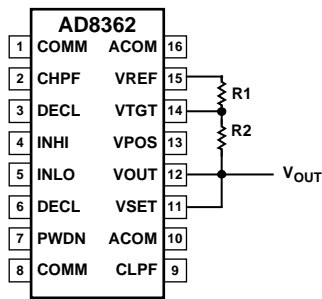 AD8362
1 COMM ACOM 16
2 CHPF VREF 15
R1
3 DECL VTGT 14
R2
4 INHI VPOS 13
5 INLO VOUT 12
VOUT
6 DECL VSET 11
7 PWDN ACOM 10
8 COMM CLPF 9